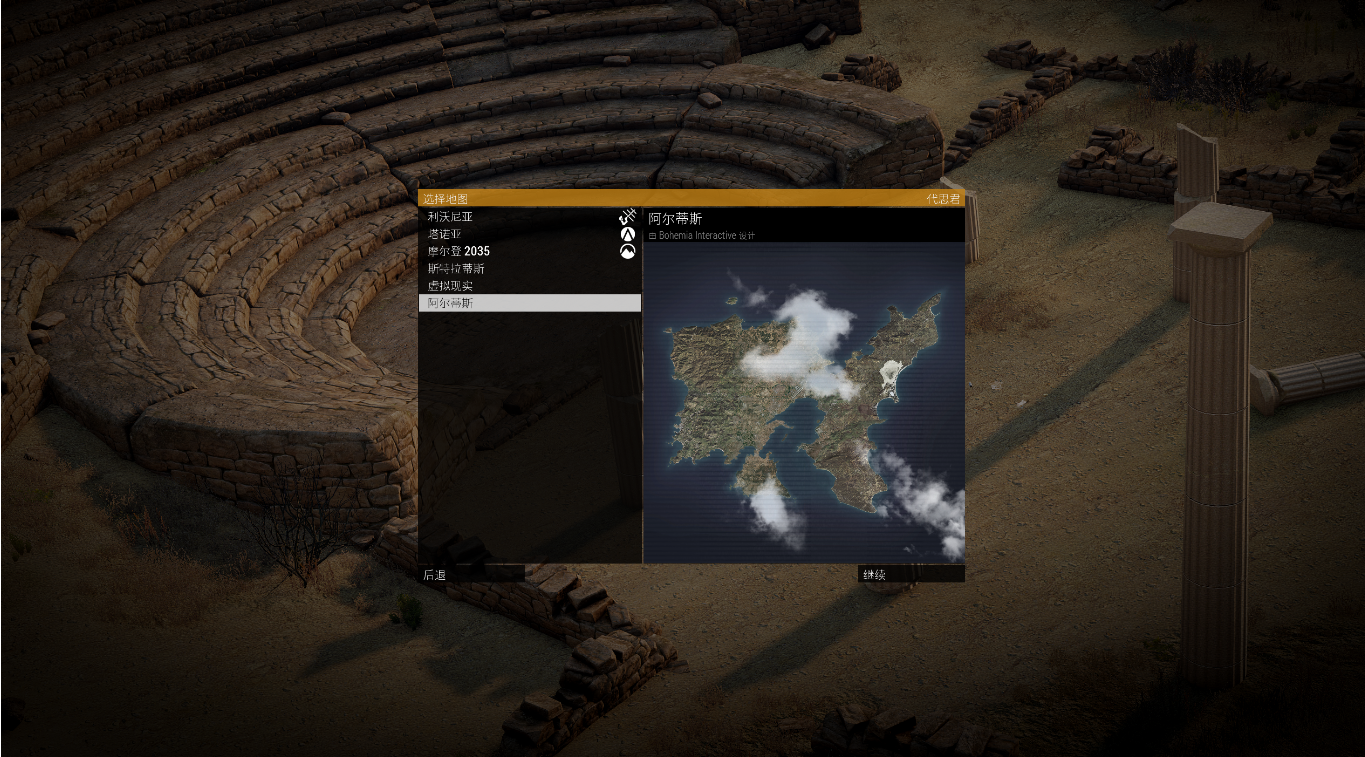 选择地图
代思君
利沃尼亚
塔诺亚
摩尔登 2035
斯特拉蒂斯
虚拟现实
阿尔蒂斯
阿尔蒂斯
Bohemia Interactive 设计
后退
继续